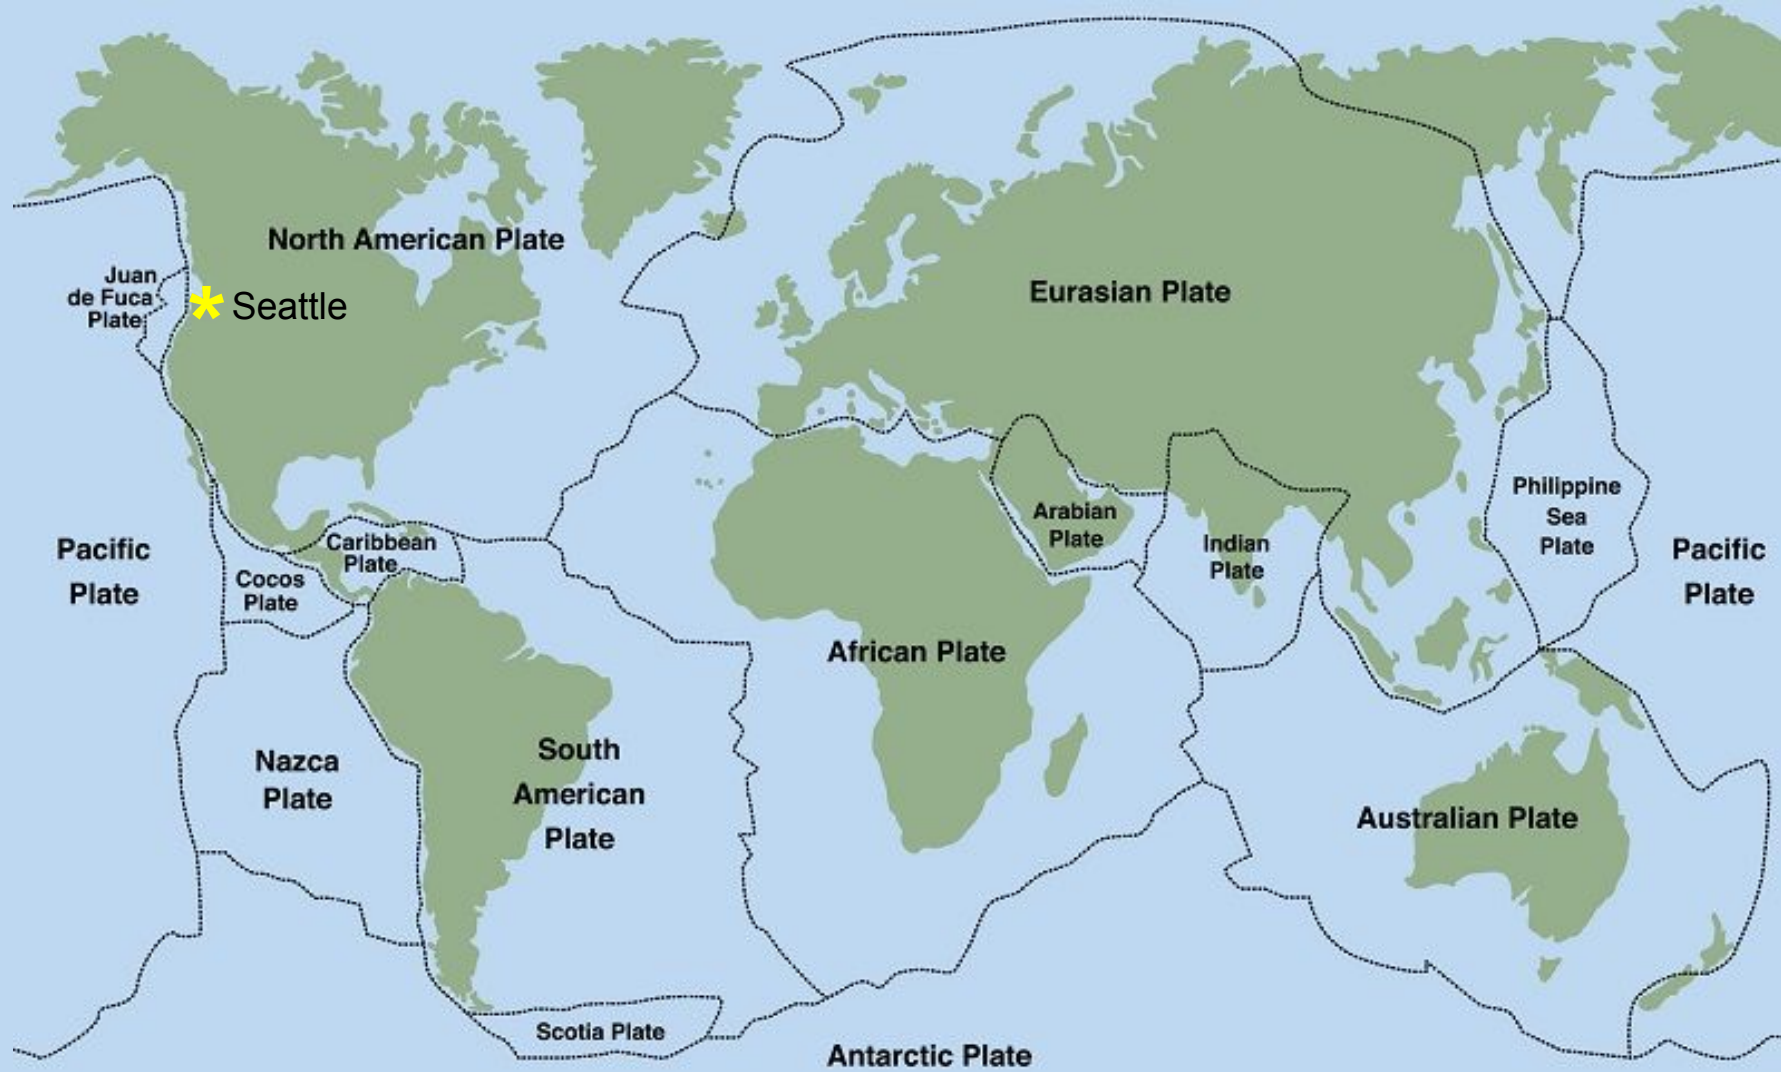 North American Plate
Juan
de Fuca
Plate
* Seattle
Eurasian Plate
Pacific
Plate
Caribbean
Plate
Cocos
Plate
Arabian
Plate
Indian
Plate
Philippine
Sea
Plate
Pacific
Plate
African Plate
Nazca
Plate
South
American
Plate
Australian Plate
Scotia Plate
Antarctic Plate